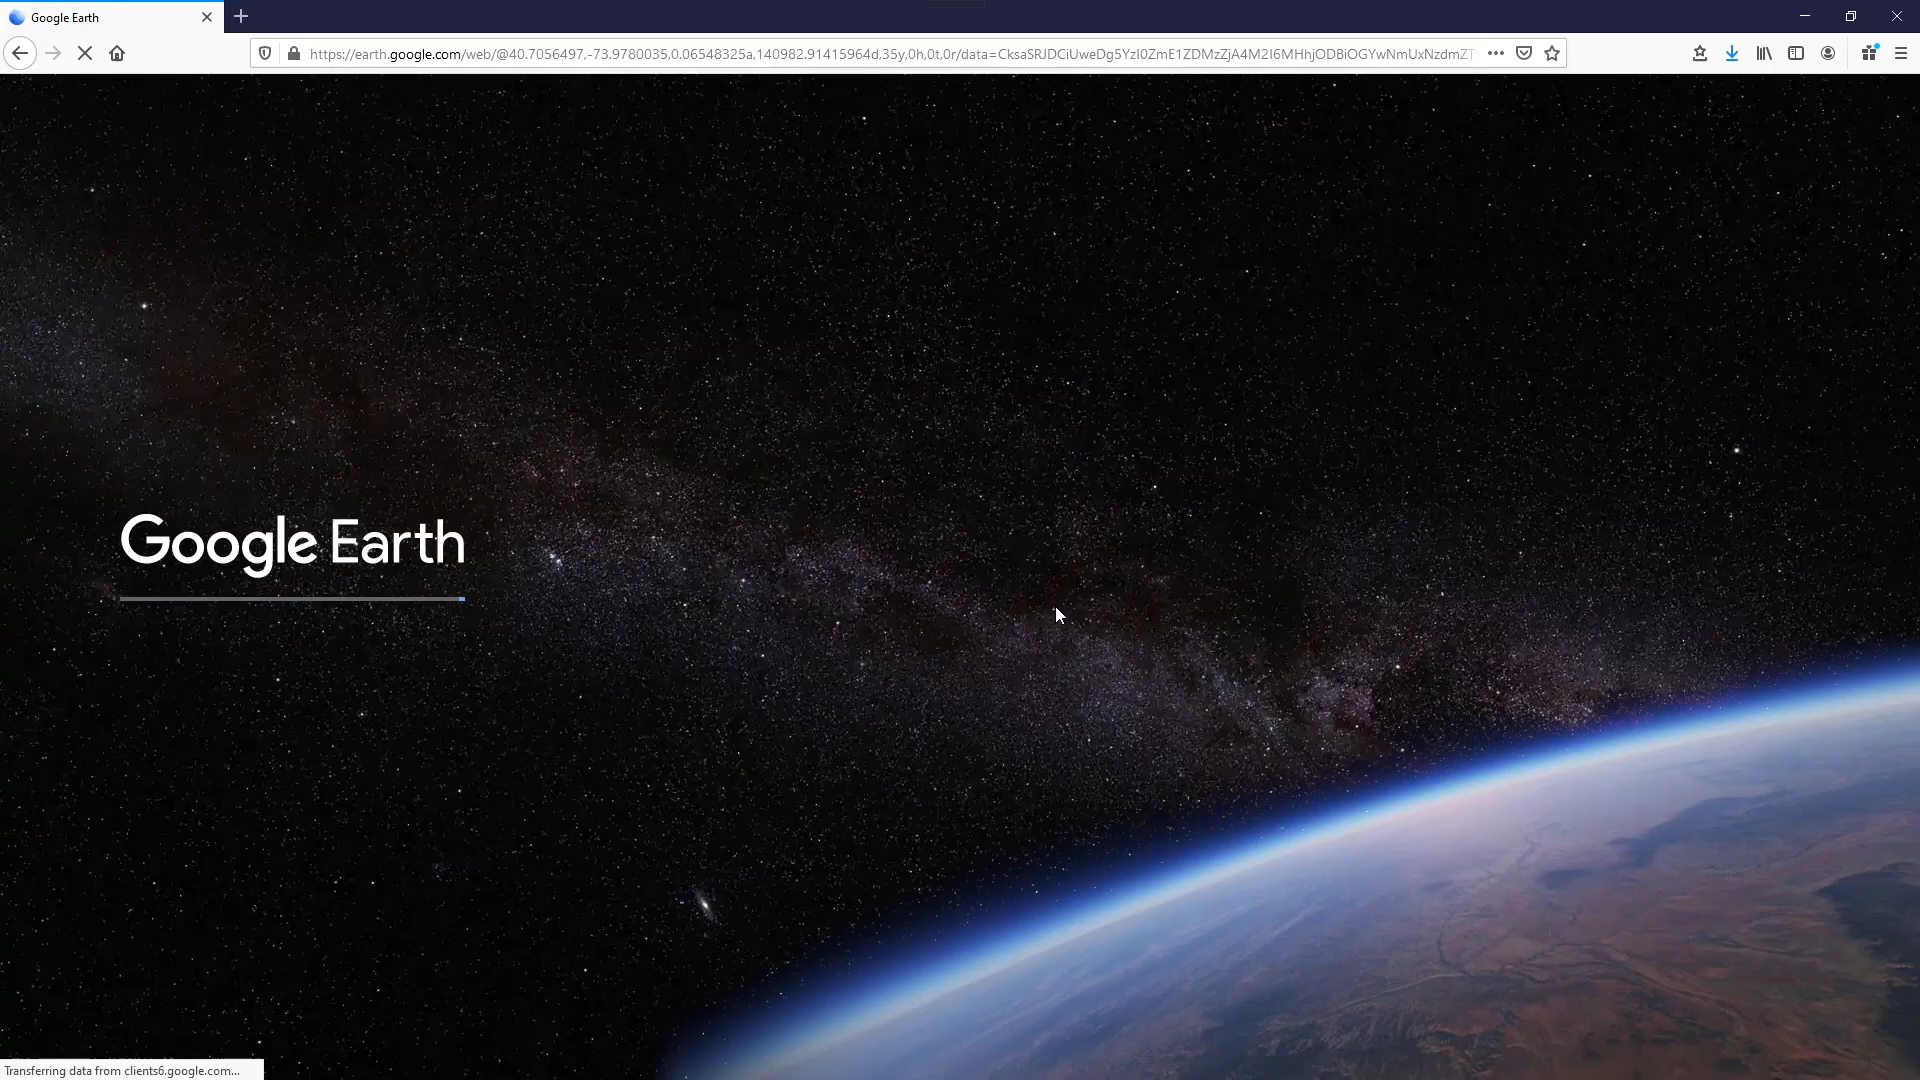 Google Earth
https://earth.google.com/web/@40.7056497,-73.9780035,0.06548325a,140982.91415964d,35y,0h,0t,0r/data=CksaSRJDCiUweDg5YzI0ZmE1ZDMzZjA4M2I6MHhjODBiOGYwNmUxNzdmZT
Google Earth
Transferring data from clients6.google.com...